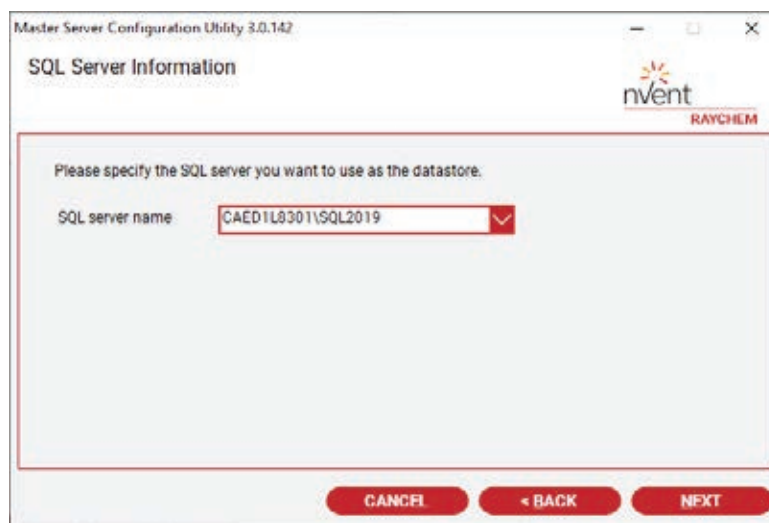 Master Server Configuration Utility 3.0.142
SQL Server Information
nvent
RAYCHEM
Please specify the SQL server you want to use as the datastore.
SQL server name CAED1L8301\SQL2019
CANCEL < BACK NEXT